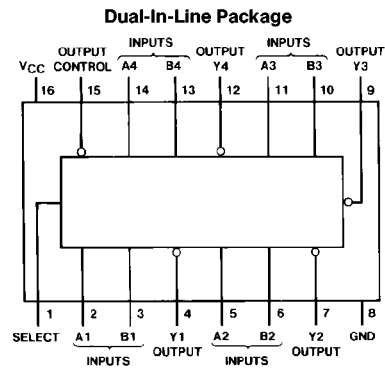 Dual-In-Line Package
INPUTS INPUTS
OUTPUT OUTPUT OUTPUT
VCC CONTROL A4 B4 Y4 A3 B3 Y3
16 15 14 13 12 11 10 9
1 2 3 4 5 6 7 8
SELECT A1 B1 Y1 A2 B2 Y2 GND
OUTPUT OUTPUT
INPUTS INPUTS